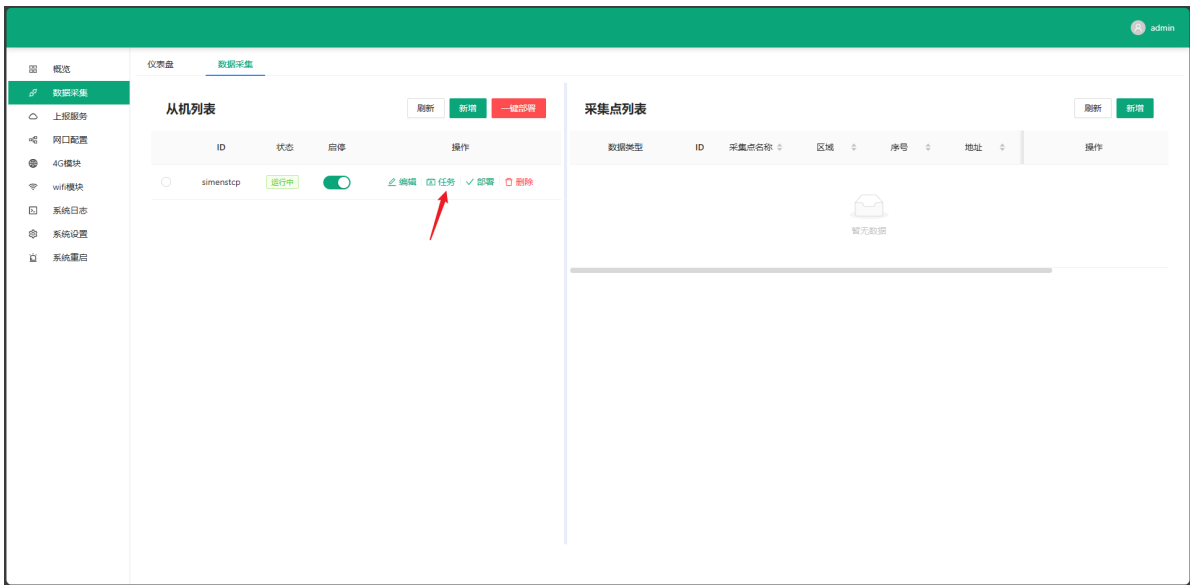 admin
概览
数据采集
上报服务
网口配置
4G模块
wifi模块
系统日志
系统设置
系统重启
仪表盘 数据采集
从机列表 刷新 新增 一键部署
ID 状态 启停 操作
simenstcp 运行中 编辑 任务 部署 删除
采集点列表 刷新 新增
数据类型 ID 采集点名称 区域 序号 地址 操作
暂无数据